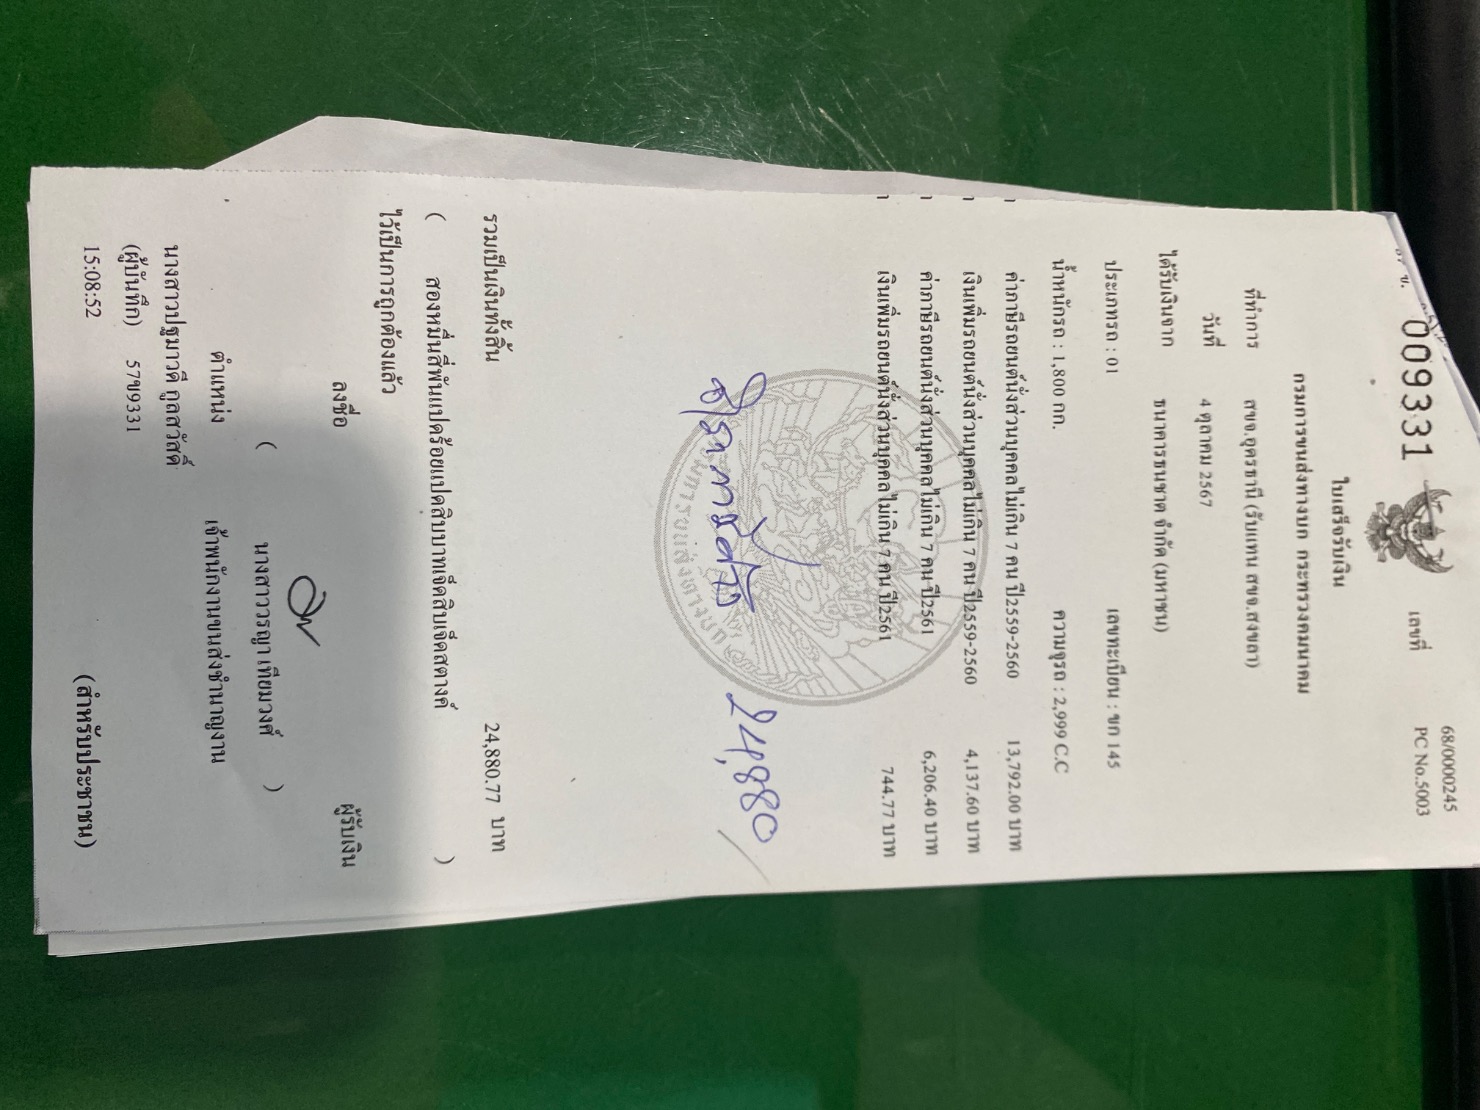 009331
เลขที่
68/0000245
PC No.5003
ใบเสร็จรับเงิน
กรมการขนส่งทางบก กระทรวงคมนาคม
ที่ทำการ สขจ.อุดรธานี (รับแทน สขจ.สงขลา)
วันที่ 4 ตุลาคม 2567
ได้รับเงินจาก ธนาคารธนชาต จำกัด (มหาชน)
ประเภทรถ : 01 เลขทะเบียน : ขก 145
น้ำหนักรถ : 1,800 กก. ความจุรถ : 2,999 C.C
ค่าภาษีรถยนต์นั่งส่วนบุคคลไม่เกิน 7 คน ปี2559-2560 13,792.00 บาท
เงินเพิ่มรถยนต์นั่งส่วนบุคคลไม่เกิน 7 คน ปี2559-2560 4,137.60 บาท
ค่าภาษีรถยนต์นั่งส่วนบุคคลไม่เกิน 7 คน ปี2561 6,206.40 บาท
เงินเพิ่มรถยนต์นั่งส่วนบุคคลไม่เกิน 7 คน ปี2561 744.77 บาท
24,880/
รวมเป็นเงินทั้งสิ้น 24,880.77 บาท
( สองหมื่นสี่พันแปดร้อยแปดสิบบาทเจ็ดสิบเจ็ดสตางค์ )
ไว้เป็นการถูกต้องแล้ว
ลงชื่อ ผู้รับเงิน
( นางสาววรญา เทียมวงศ์ )
ตำแหน่ง เจ้าพนักงานขนส่งชำนาญงาน
นางสาวปฐมาวดี กูลสวัสดิ์
(ผู้บันทึก) 57ข9331
15:08:52 (สำหรับประชาชน)